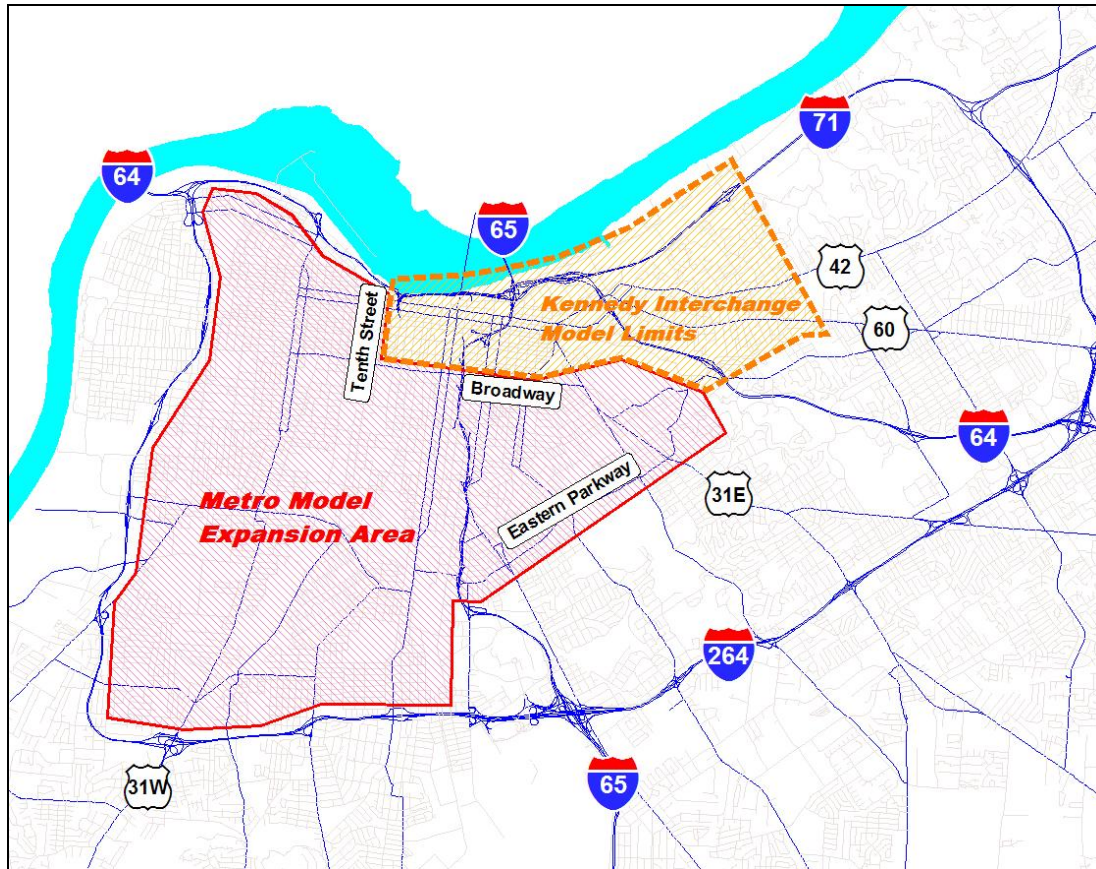 71
64
65
42
Kennedy Interchange
Model Limits
60
Tenth Street
Broadway
64
31E
Eastern Parkway
Metro Model
Expansion Area
264
31W
65